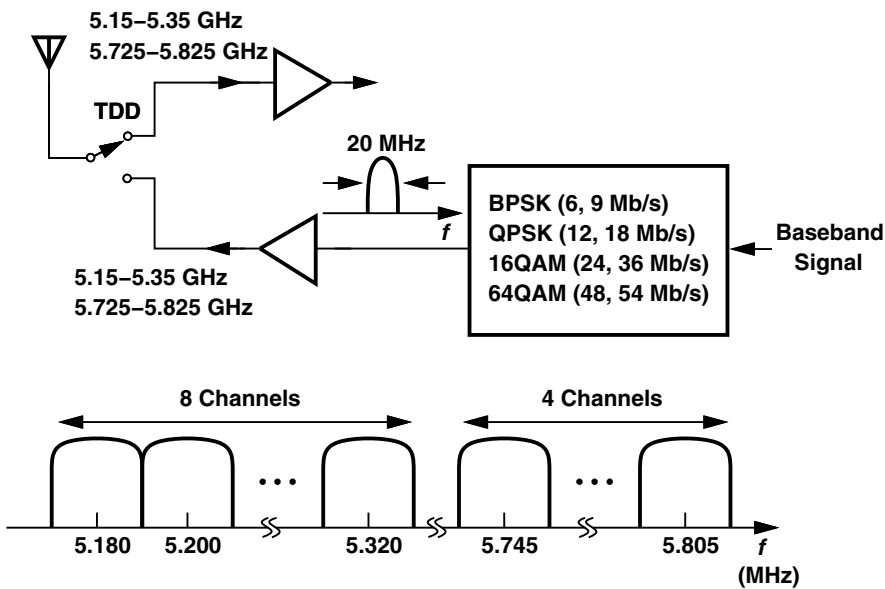 5.15–5.35 GHz
5.725–5.825 GHz
TDD
20 MHz
f
BPSK (6, 9 Mb/s)
QPSK (12, 18 Mb/s)
16QAM (24, 36 Mb/s)
64QAM (48, 54 Mb/s)
Baseband
Signal
5.15–5.35 GHz
5.725–5.825 GHz
8 Channels
4 Channels
5.180 5.200 5.320 5.745 5.805 f
(MHz)